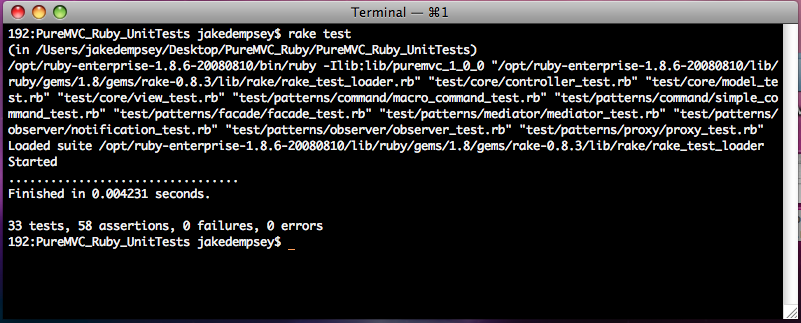 Terminal — ⌘1
192:PureMVC_Ruby_UnitTests jakedempsey$ rake test
(in /Users/jakedempsey/Desktop/PureMVC_Ruby/PureMVC_Ruby_UnitTests)
/opt/ruby-enterprise-1.8.6-20080810/bin/ruby -Ilib:lib/puremvc_1_0_0 "/opt/ruby-enterprise-1.8.6-20080810/lib/
ruby/gems/1.8/gems/rake-0.8.3/lib/rake/rake_test_loader.rb" "test/core/controller_test.rb" "test/core/model_te
st.rb" "test/core/view_test.rb" "test/patterns/command/macro_command_test.rb" "test/patterns/command/simple_co
mmand_test.rb" "test/patterns/facade/facade_test.rb" "test/patterns/mediator/mediator_test.rb" "test/patterns/
observer/notification_test.rb" "test/patterns/observer/observer_test.rb" "test/patterns/proxy/proxy_test.rb"
Loaded suite /opt/ruby-enterprise-1.8.6-20080810/lib/ruby/gems/1.8/gems/rake-0.8.3/lib/rake/rake_test_loader
Started
.................................
Finished in 0.004231 seconds.

33 tests, 58 assertions, 0 failures, 0 errors
192:PureMVC_Ruby_UnitTests jakedempsey$ _